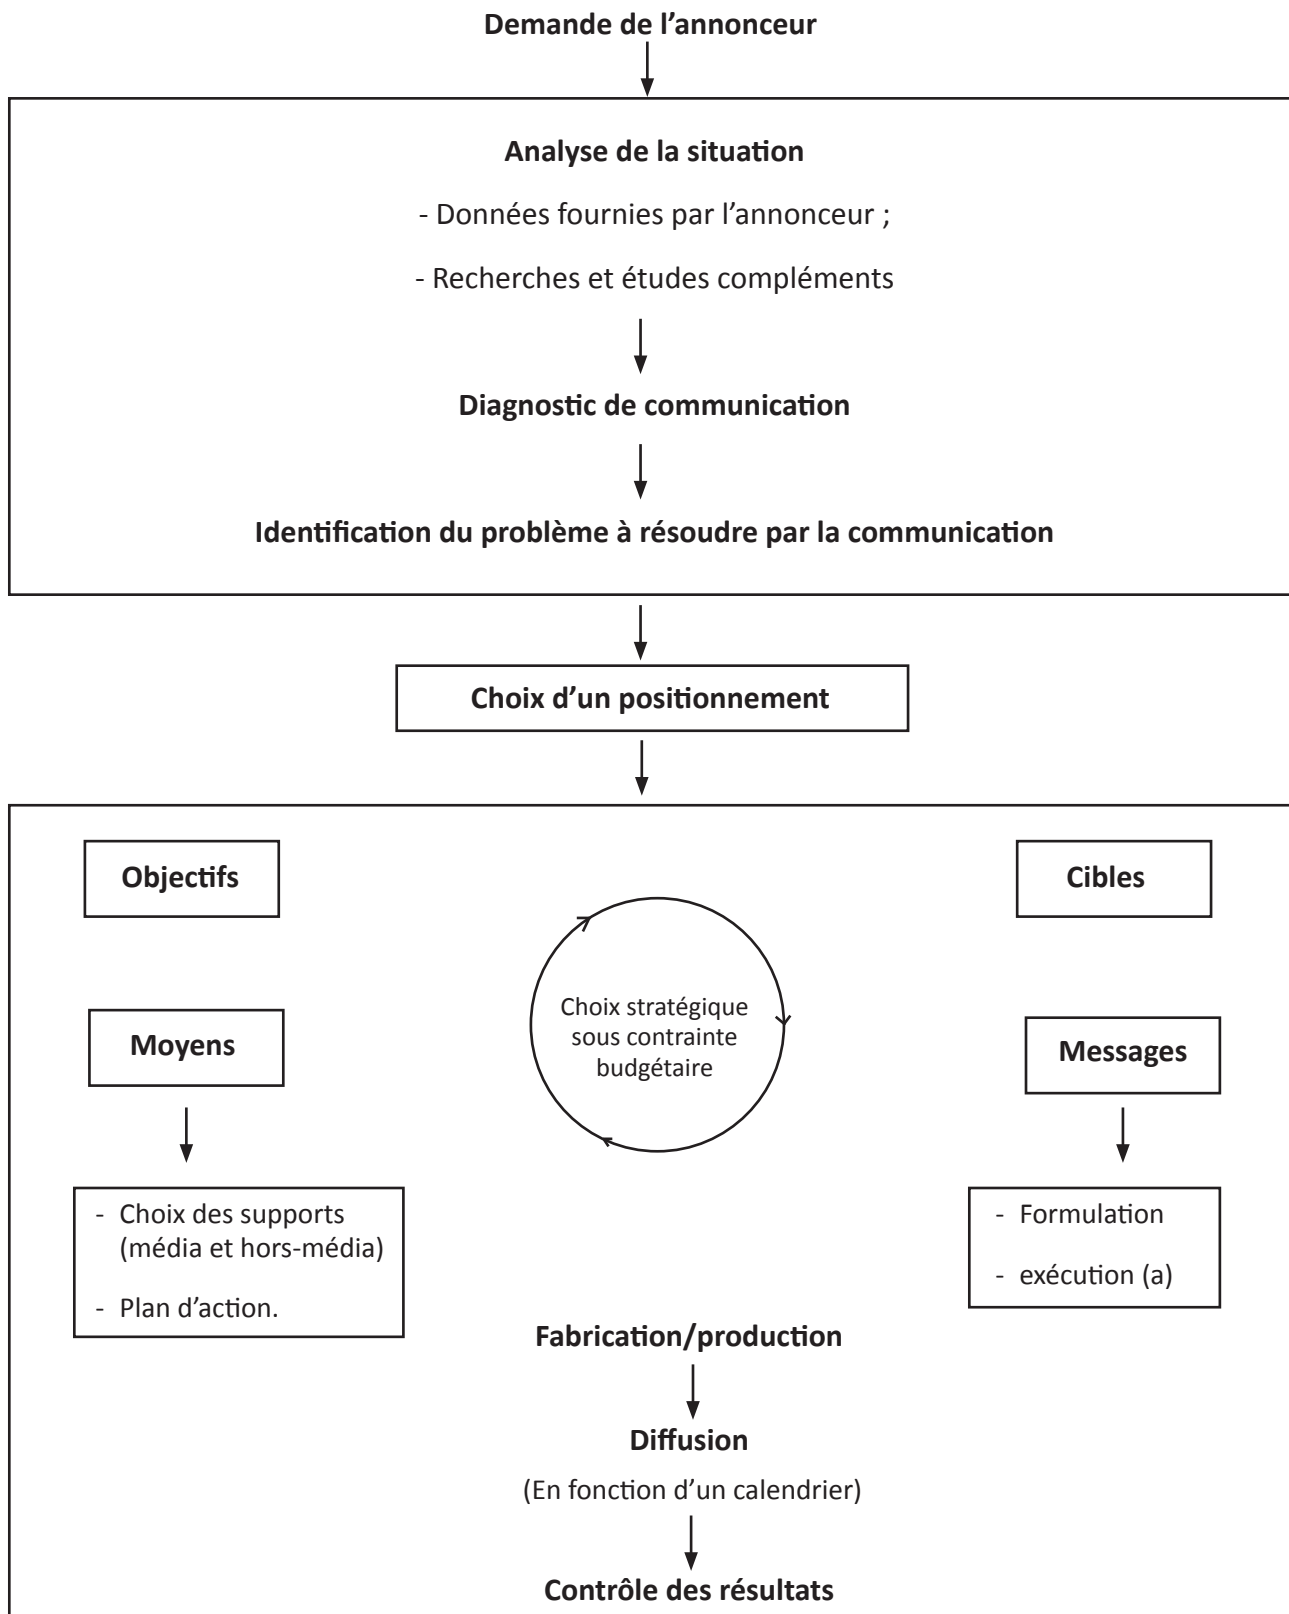 Demande de l’annonceur
Analyse de la situation
- Données fournies par l’annonceur ;
- Recherches et études compléments
Diagnostic de communication
Identification du problème à résoudre par la communication
Choix d’un positionnement
Objectifs
Cibles
Choix stratégique
sous contrainte
budgétaire
Moyens
Messages
- Choix des supports
(média et hors-média)
- Plan d’action.
- Formulation
- exécution (a)
Fabrication/production
Diffusion
(En fonction d’un calendrier)
Contrôle des résultats